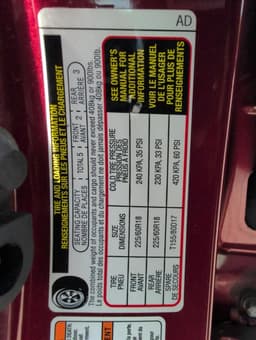 AD
TIRE AND LOADING INFORMATION
RENSEIGNEMENTS SUR LES PNEUS ET LE CHARGEMENT
SEATING CAPACITY TOTAL 5 FRONT 2 REAR 3
NOMBRE DE PLACES AVANT ARRIÈRE
The combined weight of occupants and cargo should never exceed 408kg or 900lbs.
Le poids total des occupants et du chargement ne doit jamais dépasser 408kg ou 900lb.
TIRE SIZE COLD TIRE PRESSURE
PNEU DIMENSIONS PRESSION DES
PNEUS À FROID
FRONT 225/60R18 240 KPA, 35 PSI
AVANT
REAR 225/60R18 230 KPA, 33 PSI
ARRIÈRE
SPARE T155/80D17 420 KPA, 60 PSI
DE SECOURS
SEE OWNER'S
MANUAL FOR
ADDITIONAL
INFORMATION
VOIR LE MANUEL
DE L'USAGER
POUR PLUS DE
RENSEIGNEMENTS